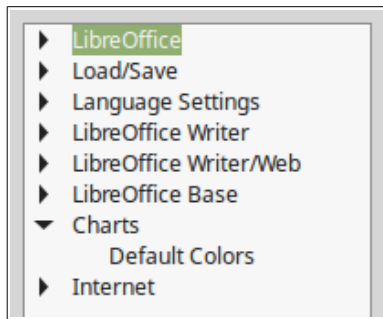 LibreOffice
Load/Save
Language Settings
LibreOffice Writer
LibreOffice Writer/Web
LibreOffice Base
Charts
Default Colors
Internet